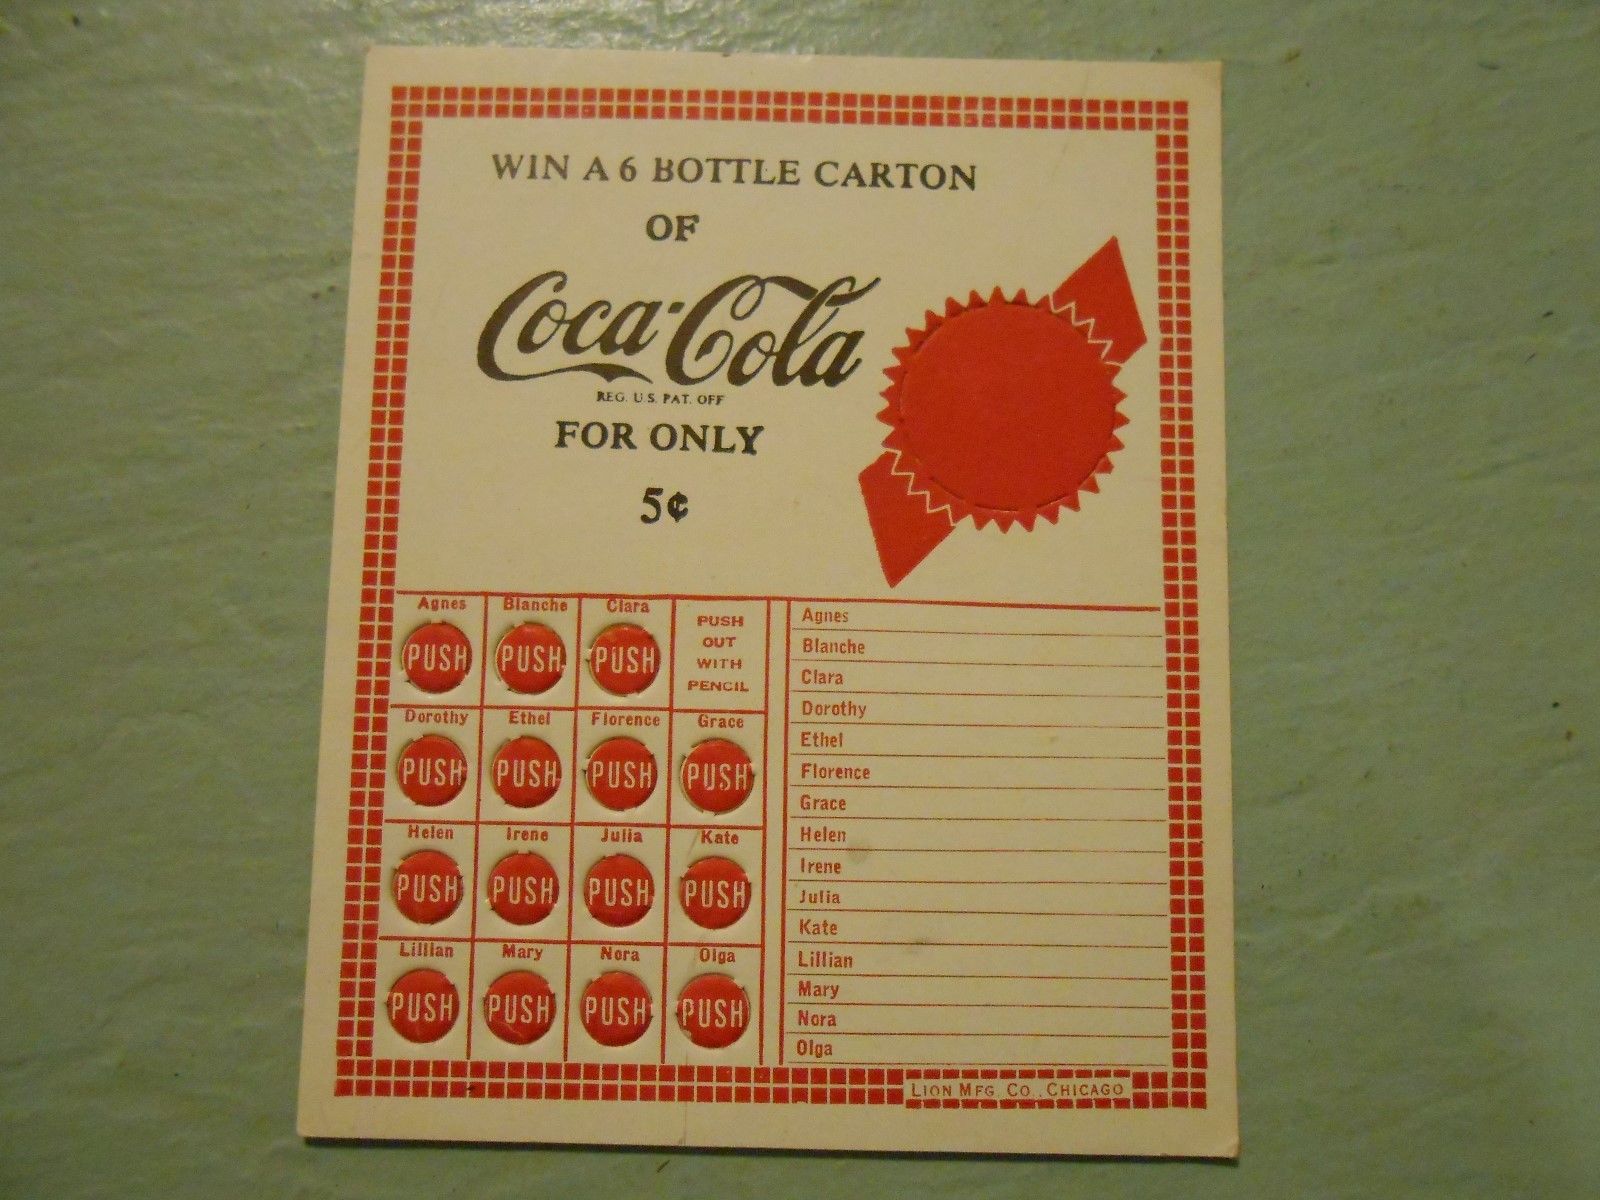 WIN A 6 BOTTLE CARTON
OF
Coca-Cola
REG. U.S. PAT. OFF
FOR ONLY
5¢
Agnes Blanche Clara
PUSH PUSH PUSH
PUSH
OUT
WITH
PENCIL
Dorothy Ethel Florence Grace
PUSH PUSH PUSH PUSH
Helen Irene Julia Kate
PUSH PUSH PUSH PUSH
Lillian Mary Nora Olga
PUSH PUSH PUSH PUSH
Agnes
Blanche
Clara
Dorothy
Ethel
Florence
Grace
Helen
Irene
Julia
Kate
Lillian
Mary
Nora
Olga
LION MFG. CO., CHICAGO